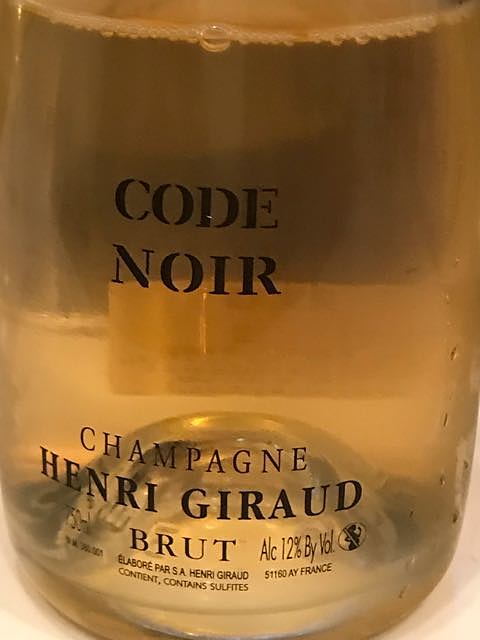 CODE
NOIR
CHAMPAGNE
HENRI GIRAUD
750ml
BRUT
Alc 12% By Vol.
ÉLABORÉ PAR S.A. HENRI GIRAUD
51160 AY FRANCE
CONTIENT, CONTAINS SULFITES